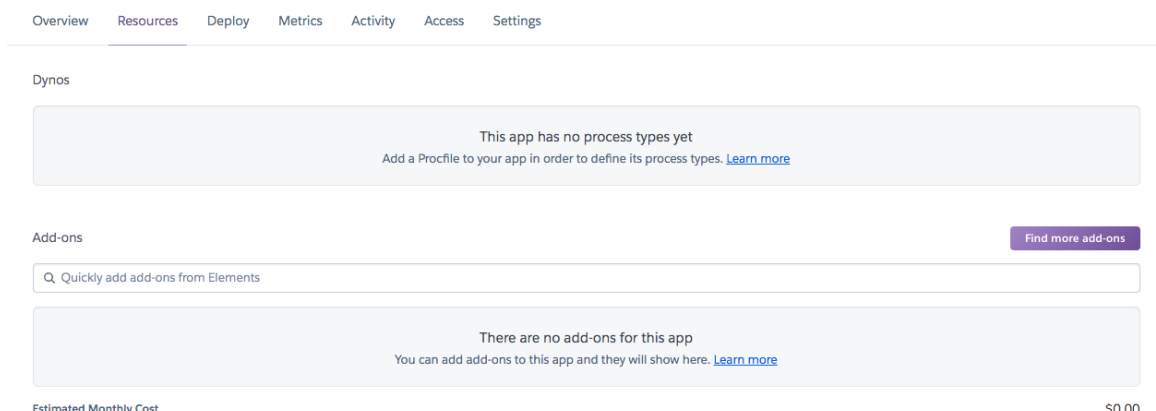 Overview Resources Deploy Metrics Activity Access Settings
Dynos
This app has no process types yet
Add a Procfile to your app in order to define its process types. Learn more
Add-ons
Find more add-ons
Quickly add add-ons from Elements
There are no add-ons for this app
You can add add-ons to this app and they will show here. Learn more
Estimated Monthly Cost $0.00